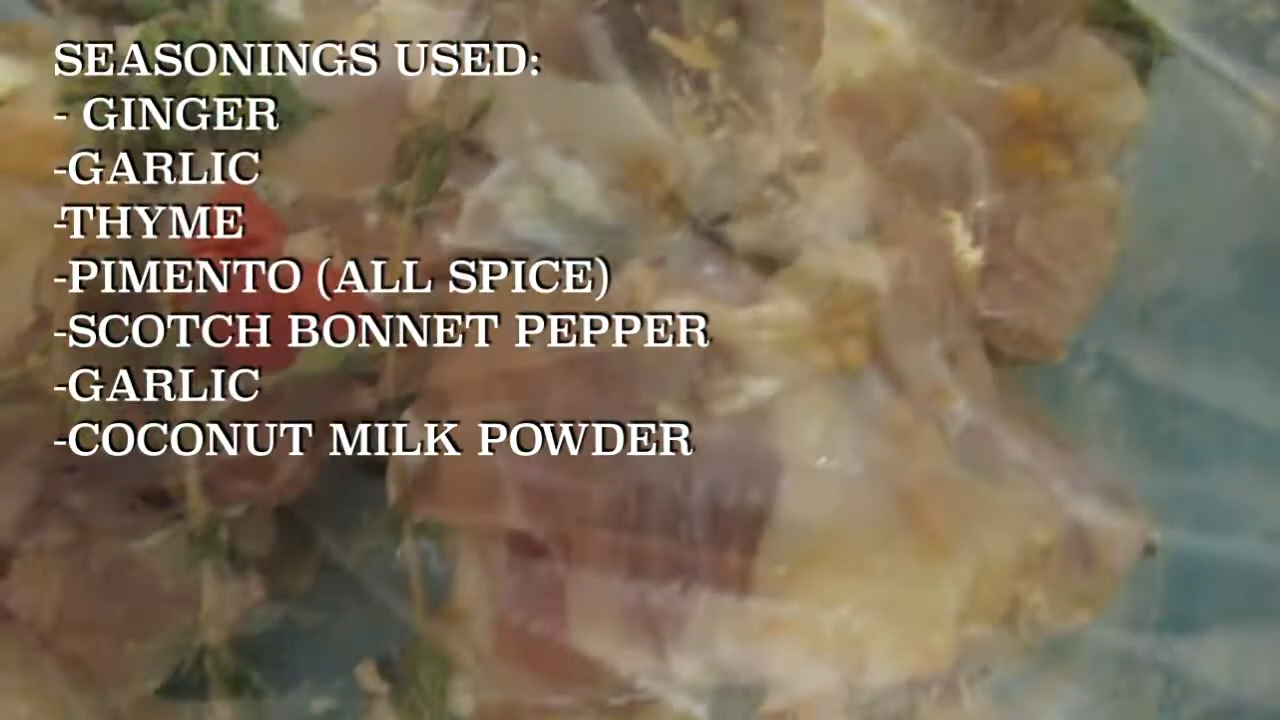 SEASONINGS USED:
- GINGER
-GARLIC
-THYME
-PIMENTO (ALL SPICE)
-SCOTCH BONNET PEPPER
-GARLIC
-COCONUT MILK POWDER